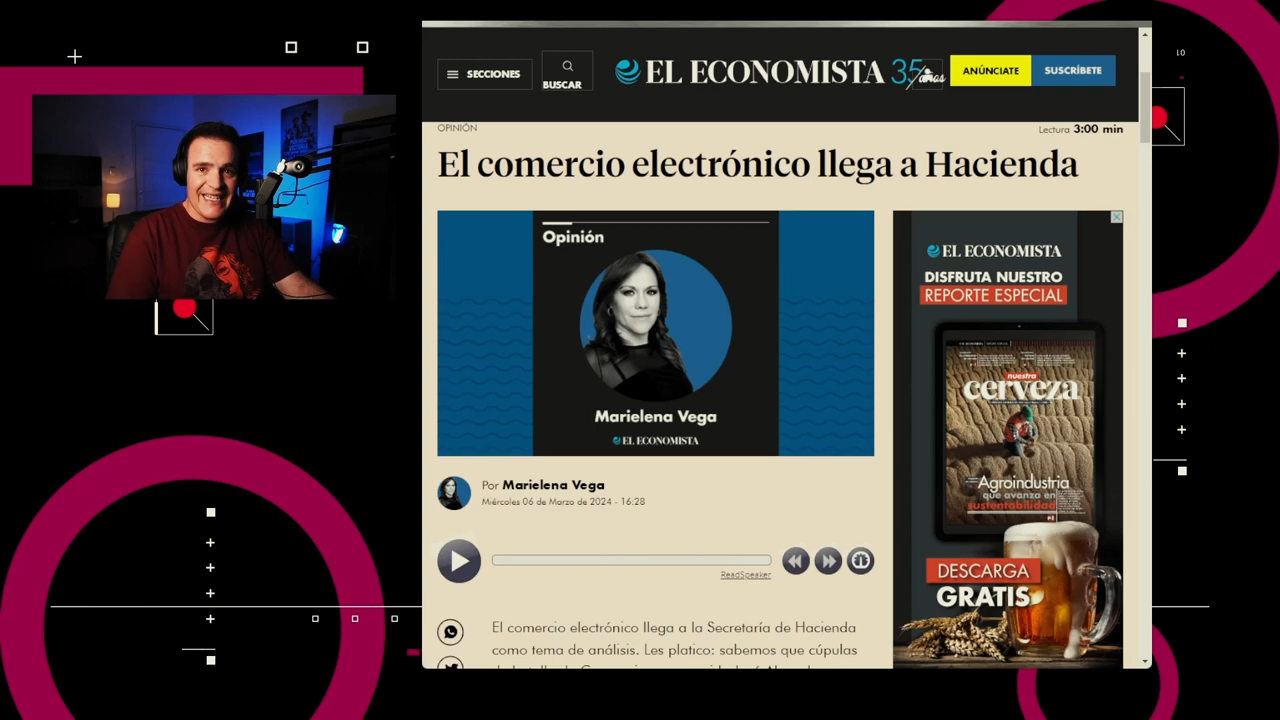 SECCIONES
BUSCAR
EL ECONOMISTA 35 años
ANÚNCIATE
SUSCRÍBETE
OPINIÓN
Lectura 3:00 min
El comercio electrónico llega a Hacienda
Opinión
Marielena Vega
EL ECONOMISTA
Por Marielena Vega
Miércoles 06 de Marzo de 2024 - 16:28
ReadSpeaker
El comercio electrónico llega a la Secretaría de Hacienda
como tema de análisis. Les platico: sabemos que cúpulas
EL ECONOMISTA
DISFRUTA NUESTRO
REPORTE ESPECIAL
nuestra
cerveza
Agroindustria
que avanza en
sustentabilidad
DESCARGA
GRATIS